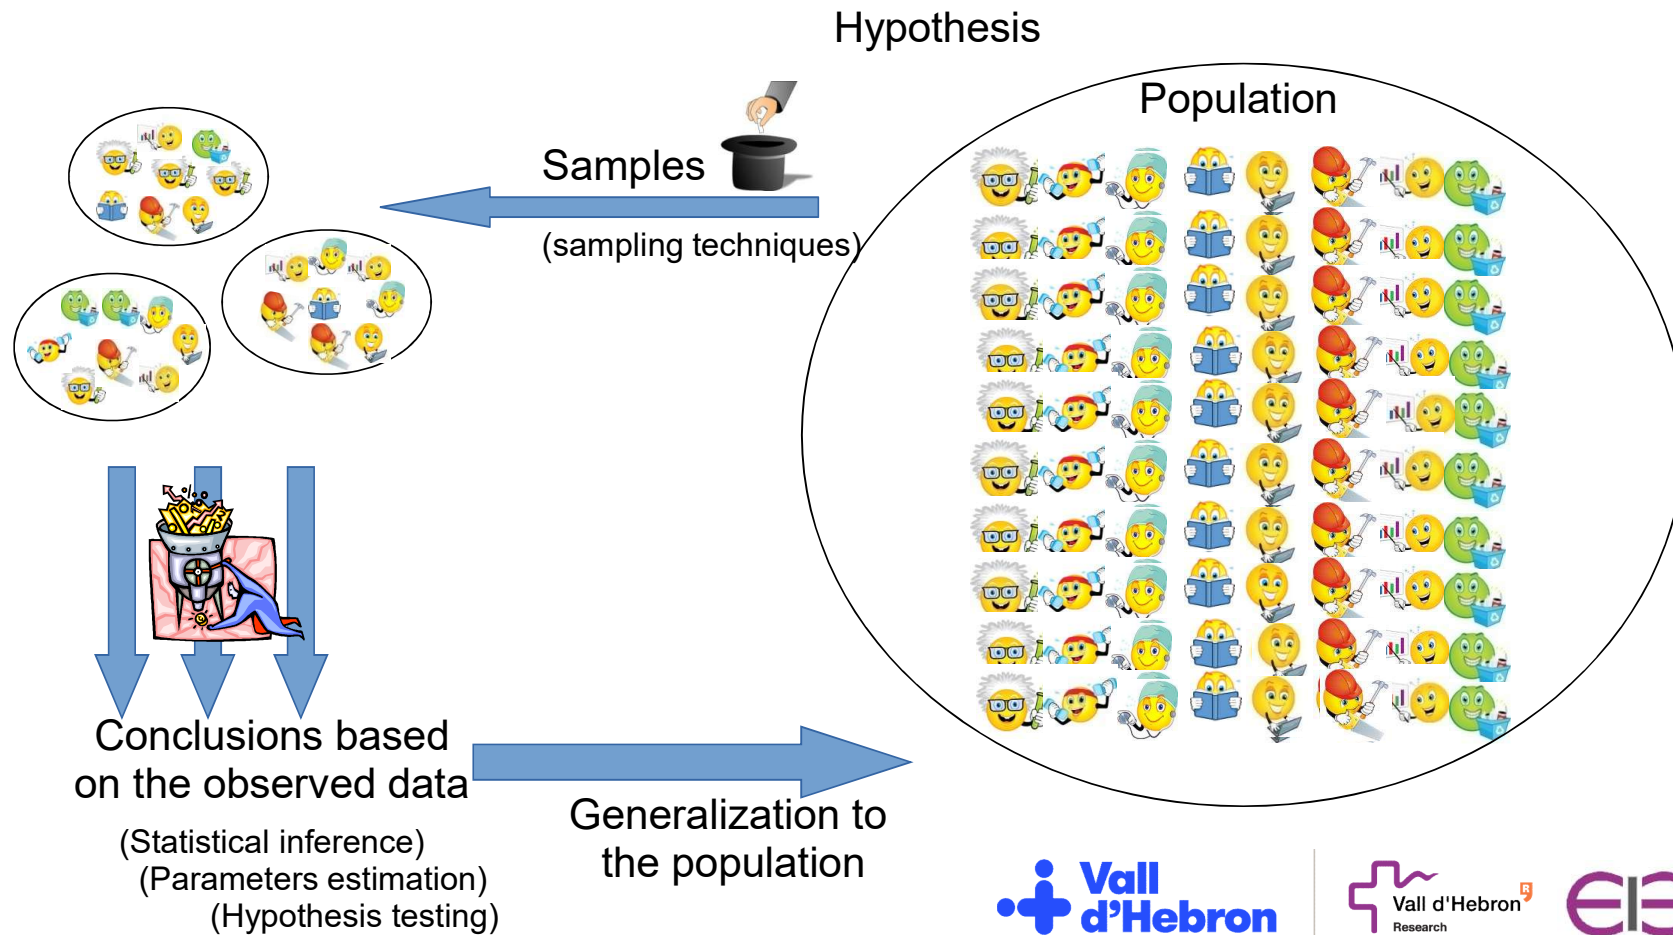 Hypothesis
Population
Samples
(sampling techniques)
Conclusions based
on the observed data
(Statistical inference)
(Parameters estimation)
(Hypothesis testing)
Generalization to
the population
Vall
d'Hebron
Vall d'Hebron
R
Research